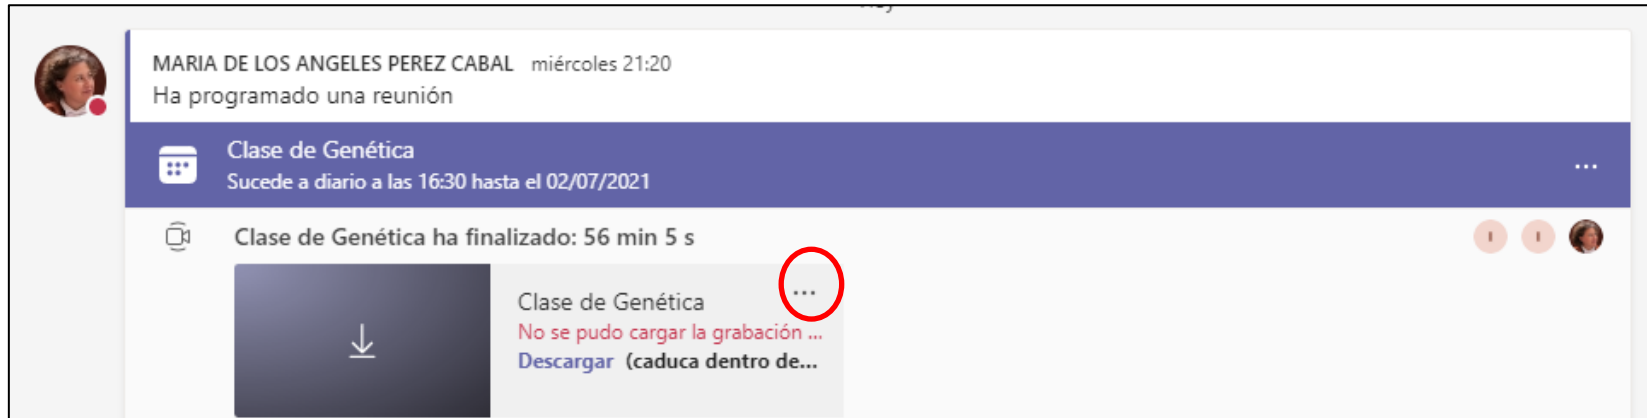 MARIA DE LOS ANGELES PEREZ CABAL miércoles 21:20
Ha programado una reunión
Clase de Genética
Sucede a diario a las 16:30 hasta el 02/07/2021
Clase de Genética ha finalizado: 56 min 5 s
I I
Clase de Genética
No se pudo cargar la grabación ...
Descargar (caduca dentro de...